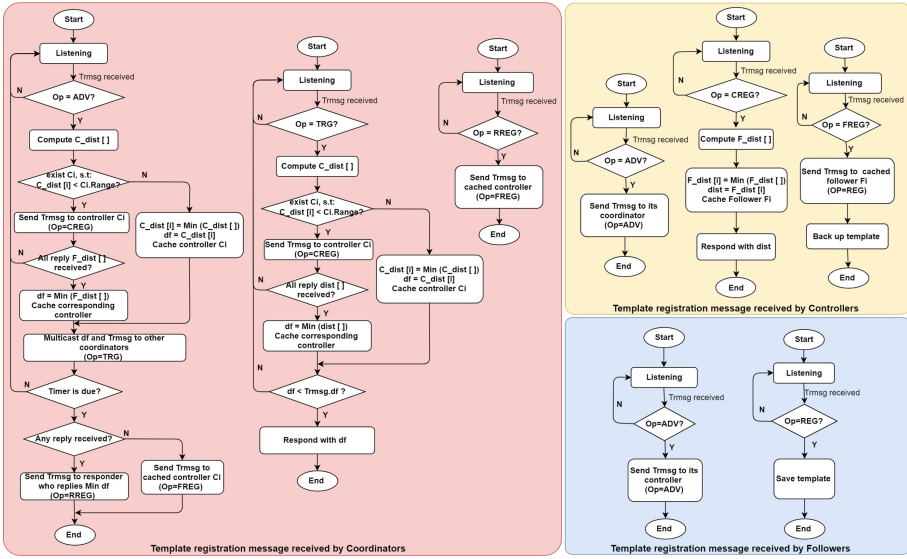 Start
Listening
Trmsg received
N
Op = ADV?
Y
Compute C_dist [ ]
exist Ci, s.t:
C_dist [i] < Ci.Range?
N
Y
Send Trmsg to controller Ci
(Op=CREG)
C_dist [i] = Min (C_dist [ ])
df = C_dist [i]
Cache controller Ci
N
All reply F_dist [ ]
received?
Y
df = Min (F_dist [ ])
Cache corresponding
controller
Multicast df and Trmsg to other
coordinators
(Op=TRG)
N
Timer is due?
Y
Any reply received?
N
Y
Send Trmsg to responder
who replies Min df
(Op=RREG)
Send Trmsg to
cached controller Ci
(Op=FREG)
End
Start
Listening
Trmsg received
N
Op = TRG?
Y
Compute C_dist [ ]
exist Ci, s.t:
C_dist [i] < Ci.Range?
N
Y
Send Trmsg to controller Ci
(Op=CREG)
C_dist [i] = Min (C_dist [ ])
df = C_dist [i]
Cache controller Ci
N
All reply dist [ ]
received?
Y
df = Min (dist [ ])
Cache corresponding
controller
N
df < Trmsg.df ?
Y
Respond with df
End
Start
Listening
Trmsg received
N
Op = RREG?
Y
Send Trmsg to
cached controller
(Op=FREG)
End
Template registration message received by Coordinators
Start
Listening
Trmsg received
N
Op = ADV?
Y
Send Trmsg to its
coordinator
(Op=ADV)
End
Start
Listening
Trmsg received
N
Op = CREG?
Y
Compute F_dist [ ]
F_dist [i] = Min (F_dist [ ])
dist = F_dist [i]
Cache Follower Fi
Respond with dist
End
Start
Listening
Trmsg received
N
Op = FREG?
Y
Send Trmsg to cached
follower Fi
(OP=REG)
Back up template
End
Template registration message received by Controllers
Start
Listening
Trmsg received
N
Op=ADV?
Y
Send Trmsg to its
controller
(Op=ADV)
End
Start
Listening
Trmsg received
N
Op=REG?
Y
Save template
End
Template registration message received by Followers